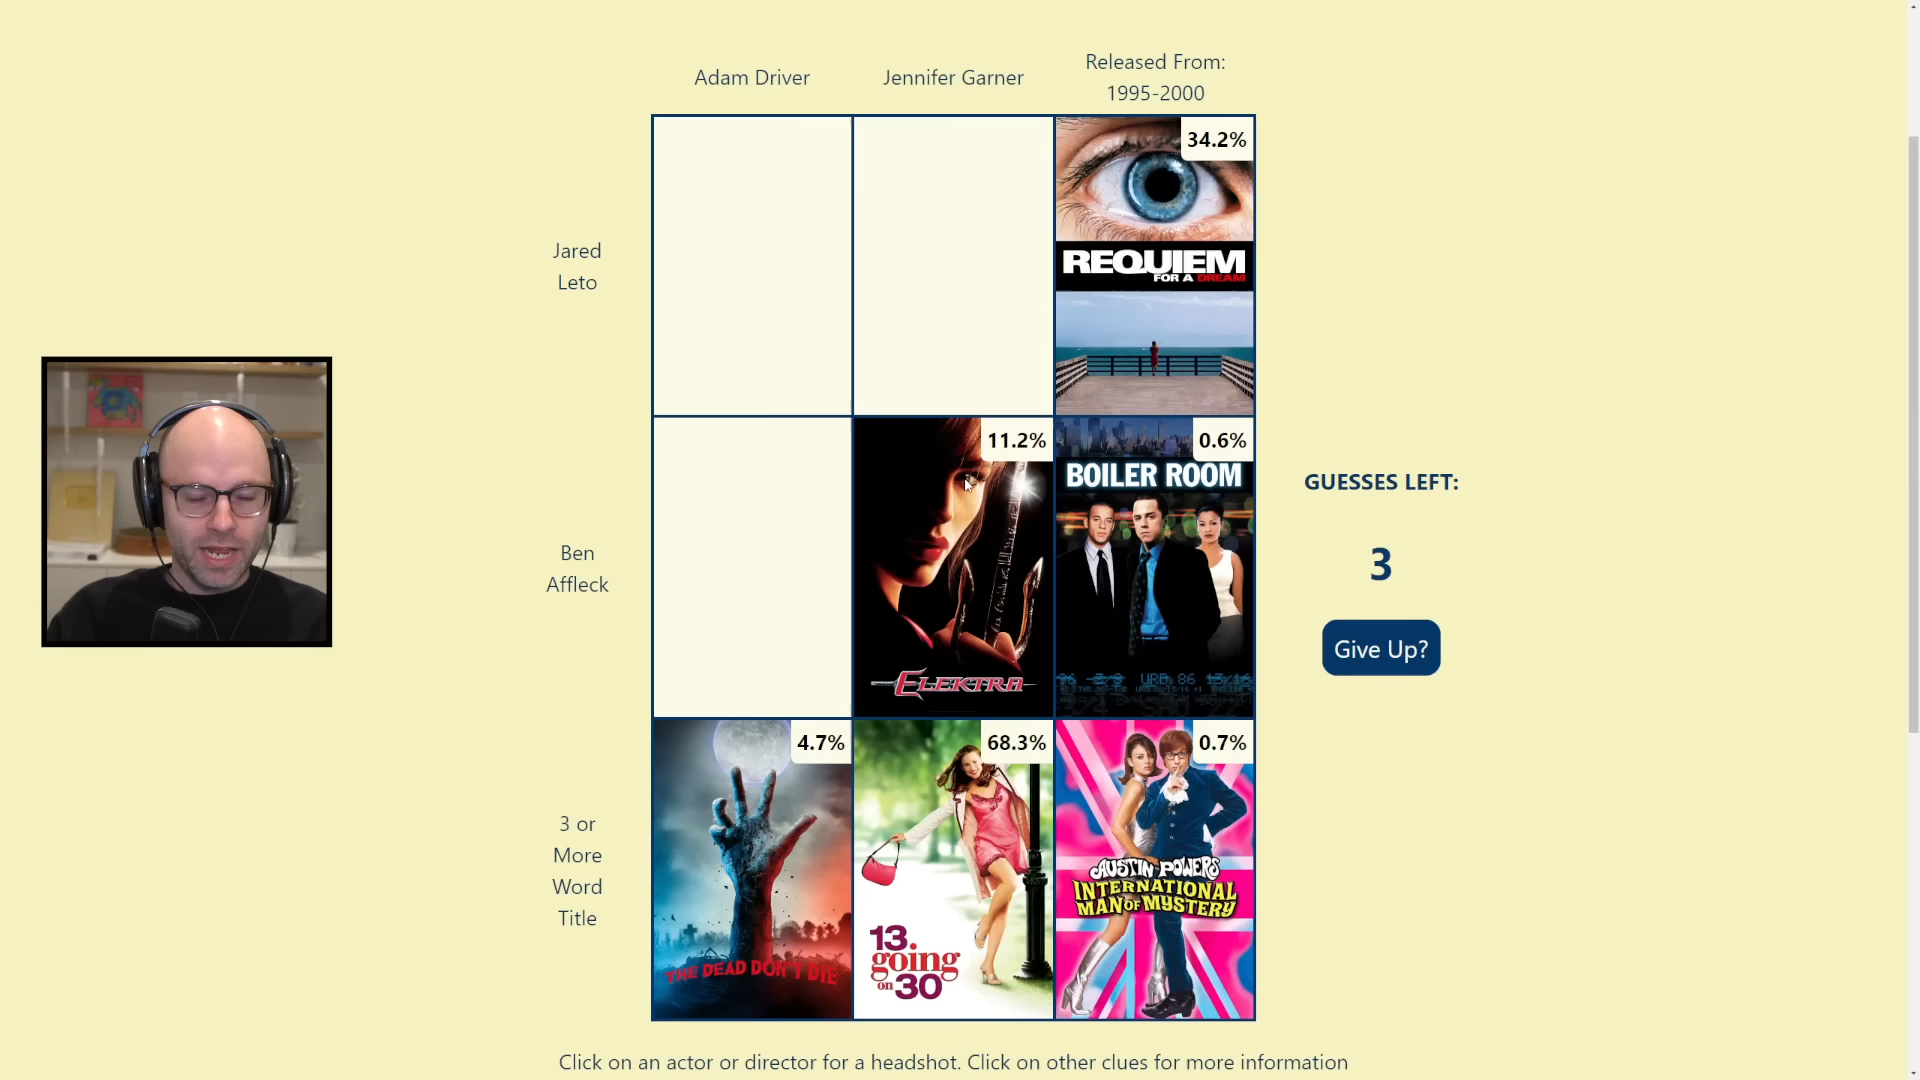 Adam Driver
Jennifer Garner
Released From:
1995-2000
Jared
Leto
34.2%
REQUIEM
FOR A DREAM
Ben
Affleck
11.2%
ELEKTRA
0.6%
BOILER ROOM
GUESSES LEFT:
3
Give Up?
3 or
More
Word
Title
4.7%
THE DEAD DON'T DIE
68.3%
13
going
on 30
0.7%
AUSTIN POWERS
INTERNATIONAL
MAN OF MYSTERY
Click on an actor or director for a headshot. Click on other clues for more information